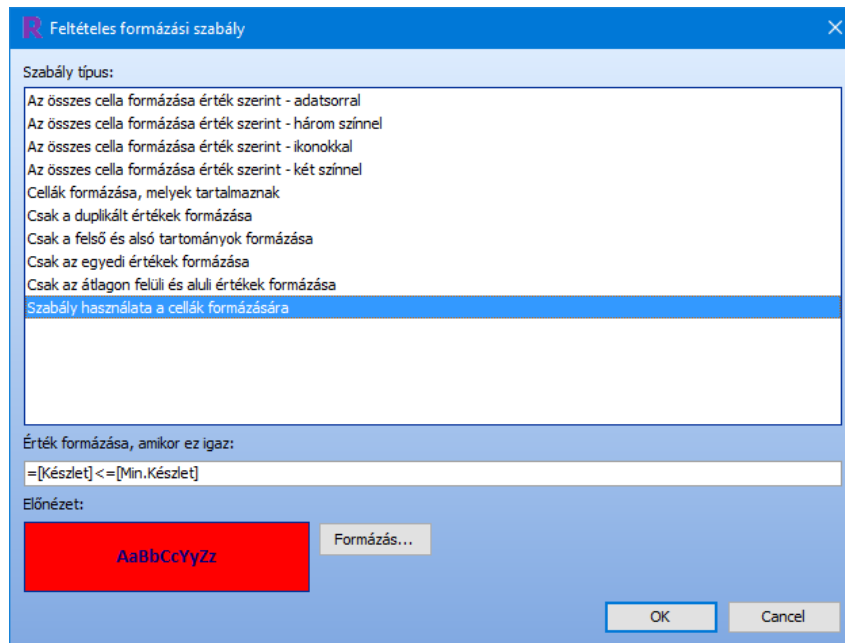 R Feltételes formázási szabály
Szabály típus:
Az összes cella formázása érték szerint - adatsorral
Az összes cella formázása érték szerint - három színnel
Az összes cella formázása érték szerint - ikonokkal
Az összes cella formázása érték szerint - két színnel
Cellák formázása, melyek tartalmaznak
Csak a duplikált értékek formázása
Csak a felső és alsó tartományok formázása
Csak az egyedi értékek formázása
Csak az átlagon felüli és aluli értékek formázása
Szabály használata a cellák formázására
Érték formázása, amikor ez igaz:
=[Készlet]<=[Min.Készlet]
Előnézet:
AaBbCcYyZz
Formázás...
OK Cancel